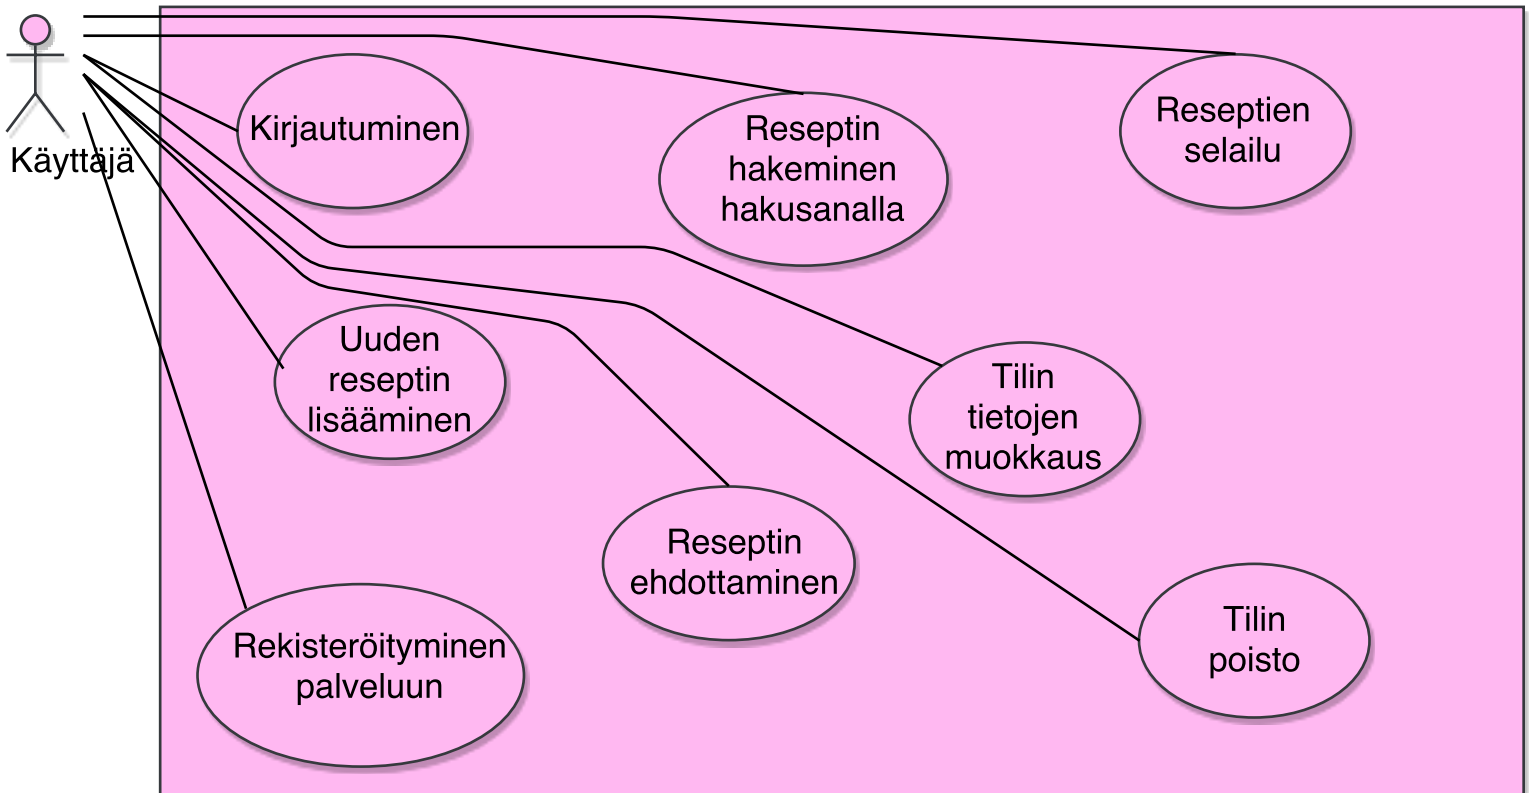 Käyttäjä
Kirjautuminen
Reseptin
hakeminen
hakusanalla
Reseptien
selailu
Uuden
reseptin
lisääminen
Tilin
tietojen
muokkaus
Reseptin
ehdottaminen
Rekisteröityminen
palveluun
Tilin
poisto